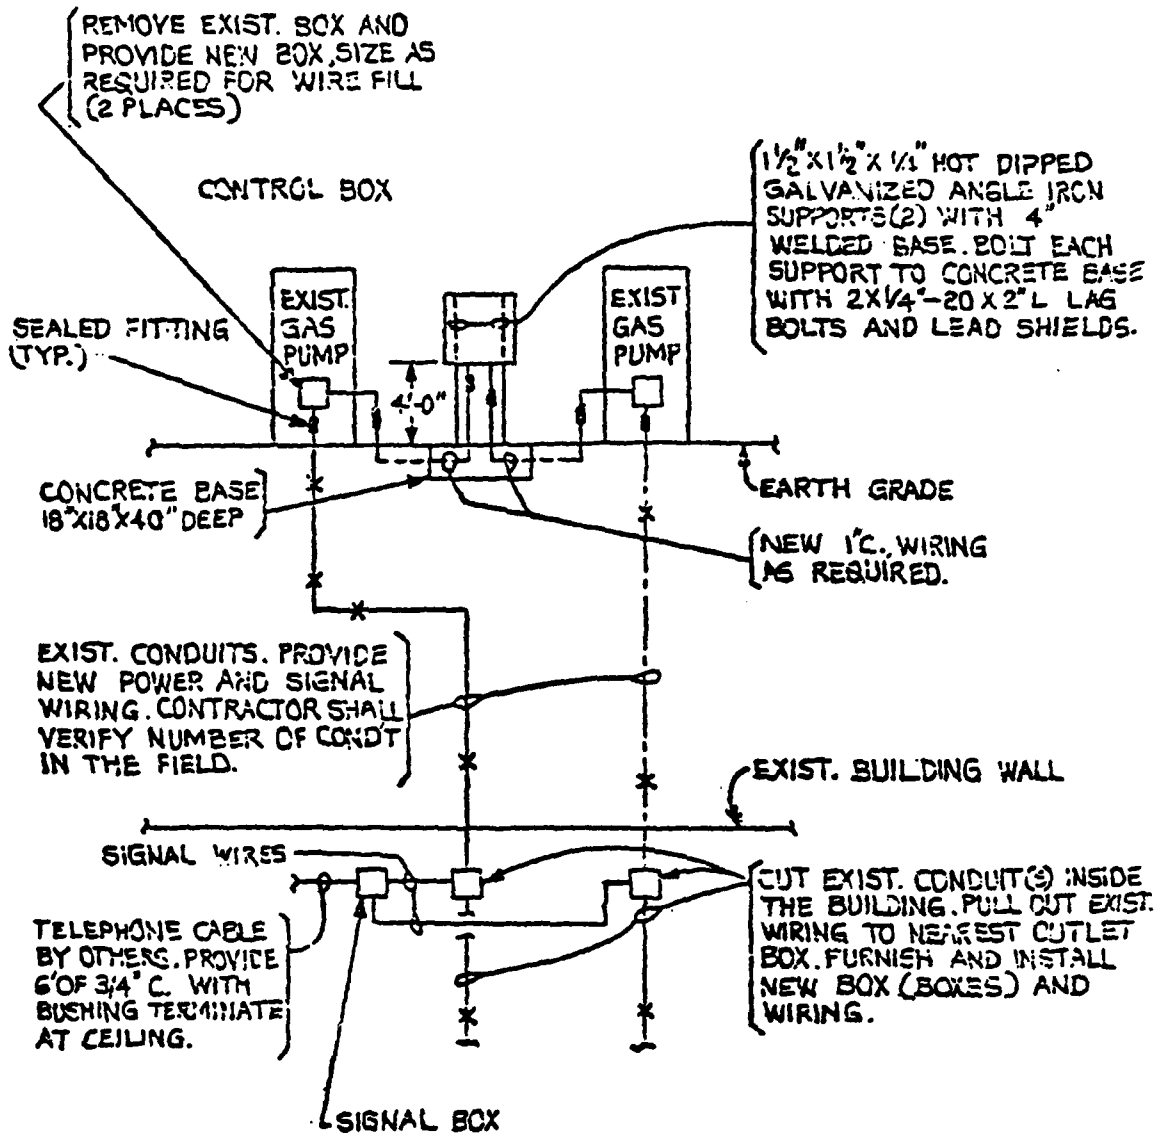 REMOVE EXIST. BOX AND
PROVIDE NEW BOX, SIZE AS
REQUIRED FOR WIRE FILL
(2 PLACES)
CONTROL BOX
1½"X1½"X¼" HOT DIPPED
GALVANIZED ANGLE IRON
SUPPORTS(2) WITH 4"
WELDED BASE. BOLT EACH
SUPPORT TO CONCRETE BASE
WITH 2X¼"-20X2"L LAG
BOLTS AND LEAD SHIELDS.
SEALED FITTING
(TYP.)
EXIST.
GAS
PUMP
4'-0"
EXIST
GAS
PUMP
CONCRETE BASE
18"X18"X40" DEEP
EARTH GRADE
NEW 1"C., WIRING
AS REQUIRED.
EXIST. CONDUITS. PROVIDE
NEW POWER AND SIGNAL
WIRING. CONTRACTOR SHALL
VERIFY NUMBER OF COND'T
IN THE FIELD.
EXIST. BUILDING WALL
SIGNAL WIRES
TELEPHONE CABLE
BY OTHERS. PROVIDE
6' OF 3/4" C. WITH
BUSHING TERMINATE
AT CEILING.
CUT EXIST. CONDUIT(S) INSIDE
THE BUILDING. PULL OUT EXIST.
WIRING TO NEAREST OUTLET
BOX. FURNISH AND INSTALL
NEW BOX (BOXES) AND
WIRING.
SIGNAL BOX